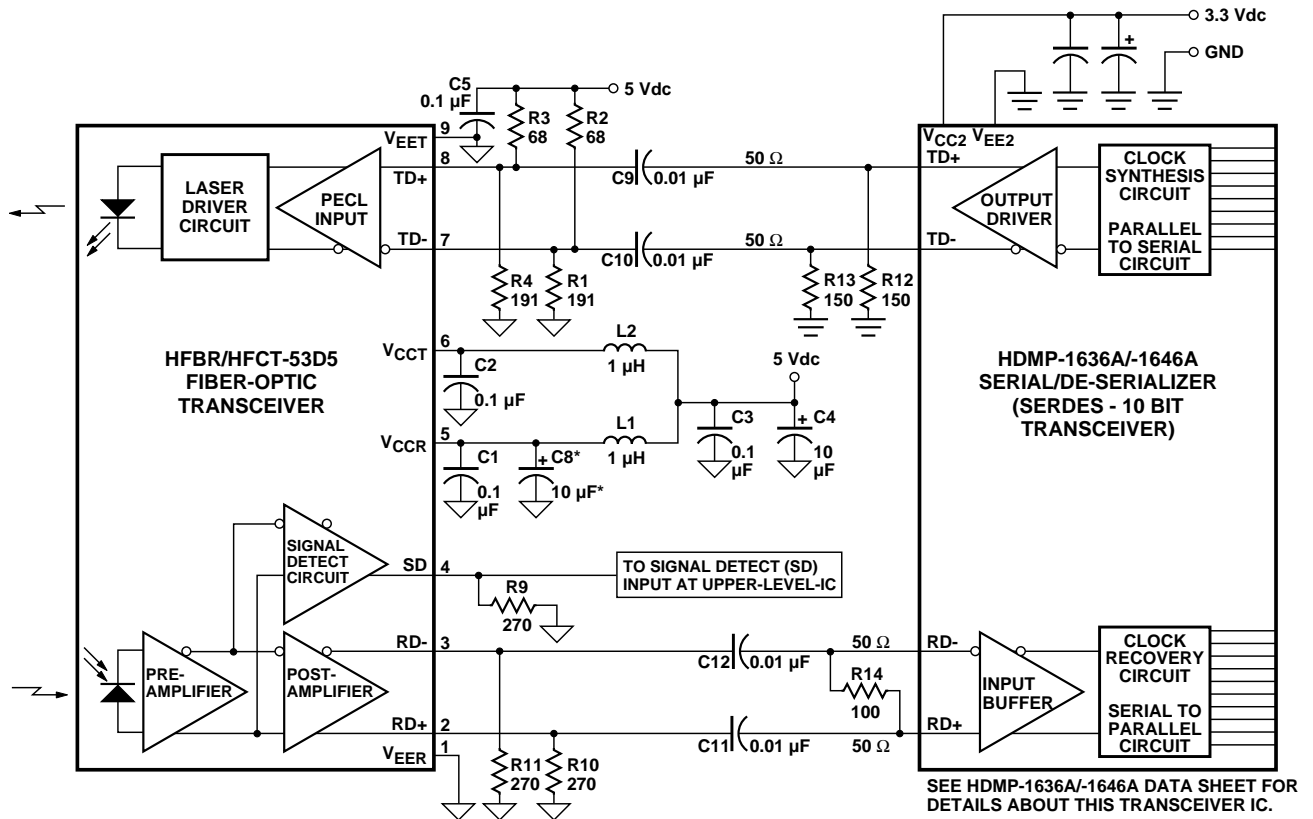 3.3 Vdc
GND
C5
0.1 µF
5 Vdc
R3
68
R2
68
9
VEET
VCC2
VEE2
8
TD+
C9
0.01 µF
50 Ω
TD+
LASER
DRIVER
CIRCUIT
PECL
INPUT
OUTPUT
DRIVER
CLOCK
SYNTHESIS
CIRCUIT
PARALLEL
TO SERIAL
CIRCUIT
TD-
7
C10
0.01 µF
50 Ω
TD-
R4
191
R1
191
R13
150
R12
150
HFBR/HFCT-53D5
FIBER-OPTIC
TRANSCEIVER
VCCT
6
L2
1 µH
C2
0.1 µF
5 Vdc
VCCR
5
L1
1 µH
C1
0.1
µF
+
C8*
10 µF*
C3
0.1
µF
+
C4
10
µF
HDMP-1636A/-1646A
SERIAL/DE-SERIALIZER
(SERDES - 10 BIT
TRANSCEIVER)
+
SIGNAL
DETECT
CIRCUIT
SD
4
TO SIGNAL DETECT (SD)
INPUT AT UPPER-LEVEL-IC
R9
270
RD-
3
C12
0.01 µF
50 Ω
RD-
PRE-
AMPLIFIER
POST-
AMPLIFIER
R14
100
INPUT
BUFFER
CLOCK
RECOVERY
CIRCUIT
SERIAL TO
PARALLEL
CIRCUIT
RD+
2
C11
0.01 µF
50 Ω
RD+
VEER
1
R11
270
R10
270
SEE HDMP-1636A/-1646A DATA SHEET FOR
DETAILS ABOUT THIS TRANSCEIVER IC.